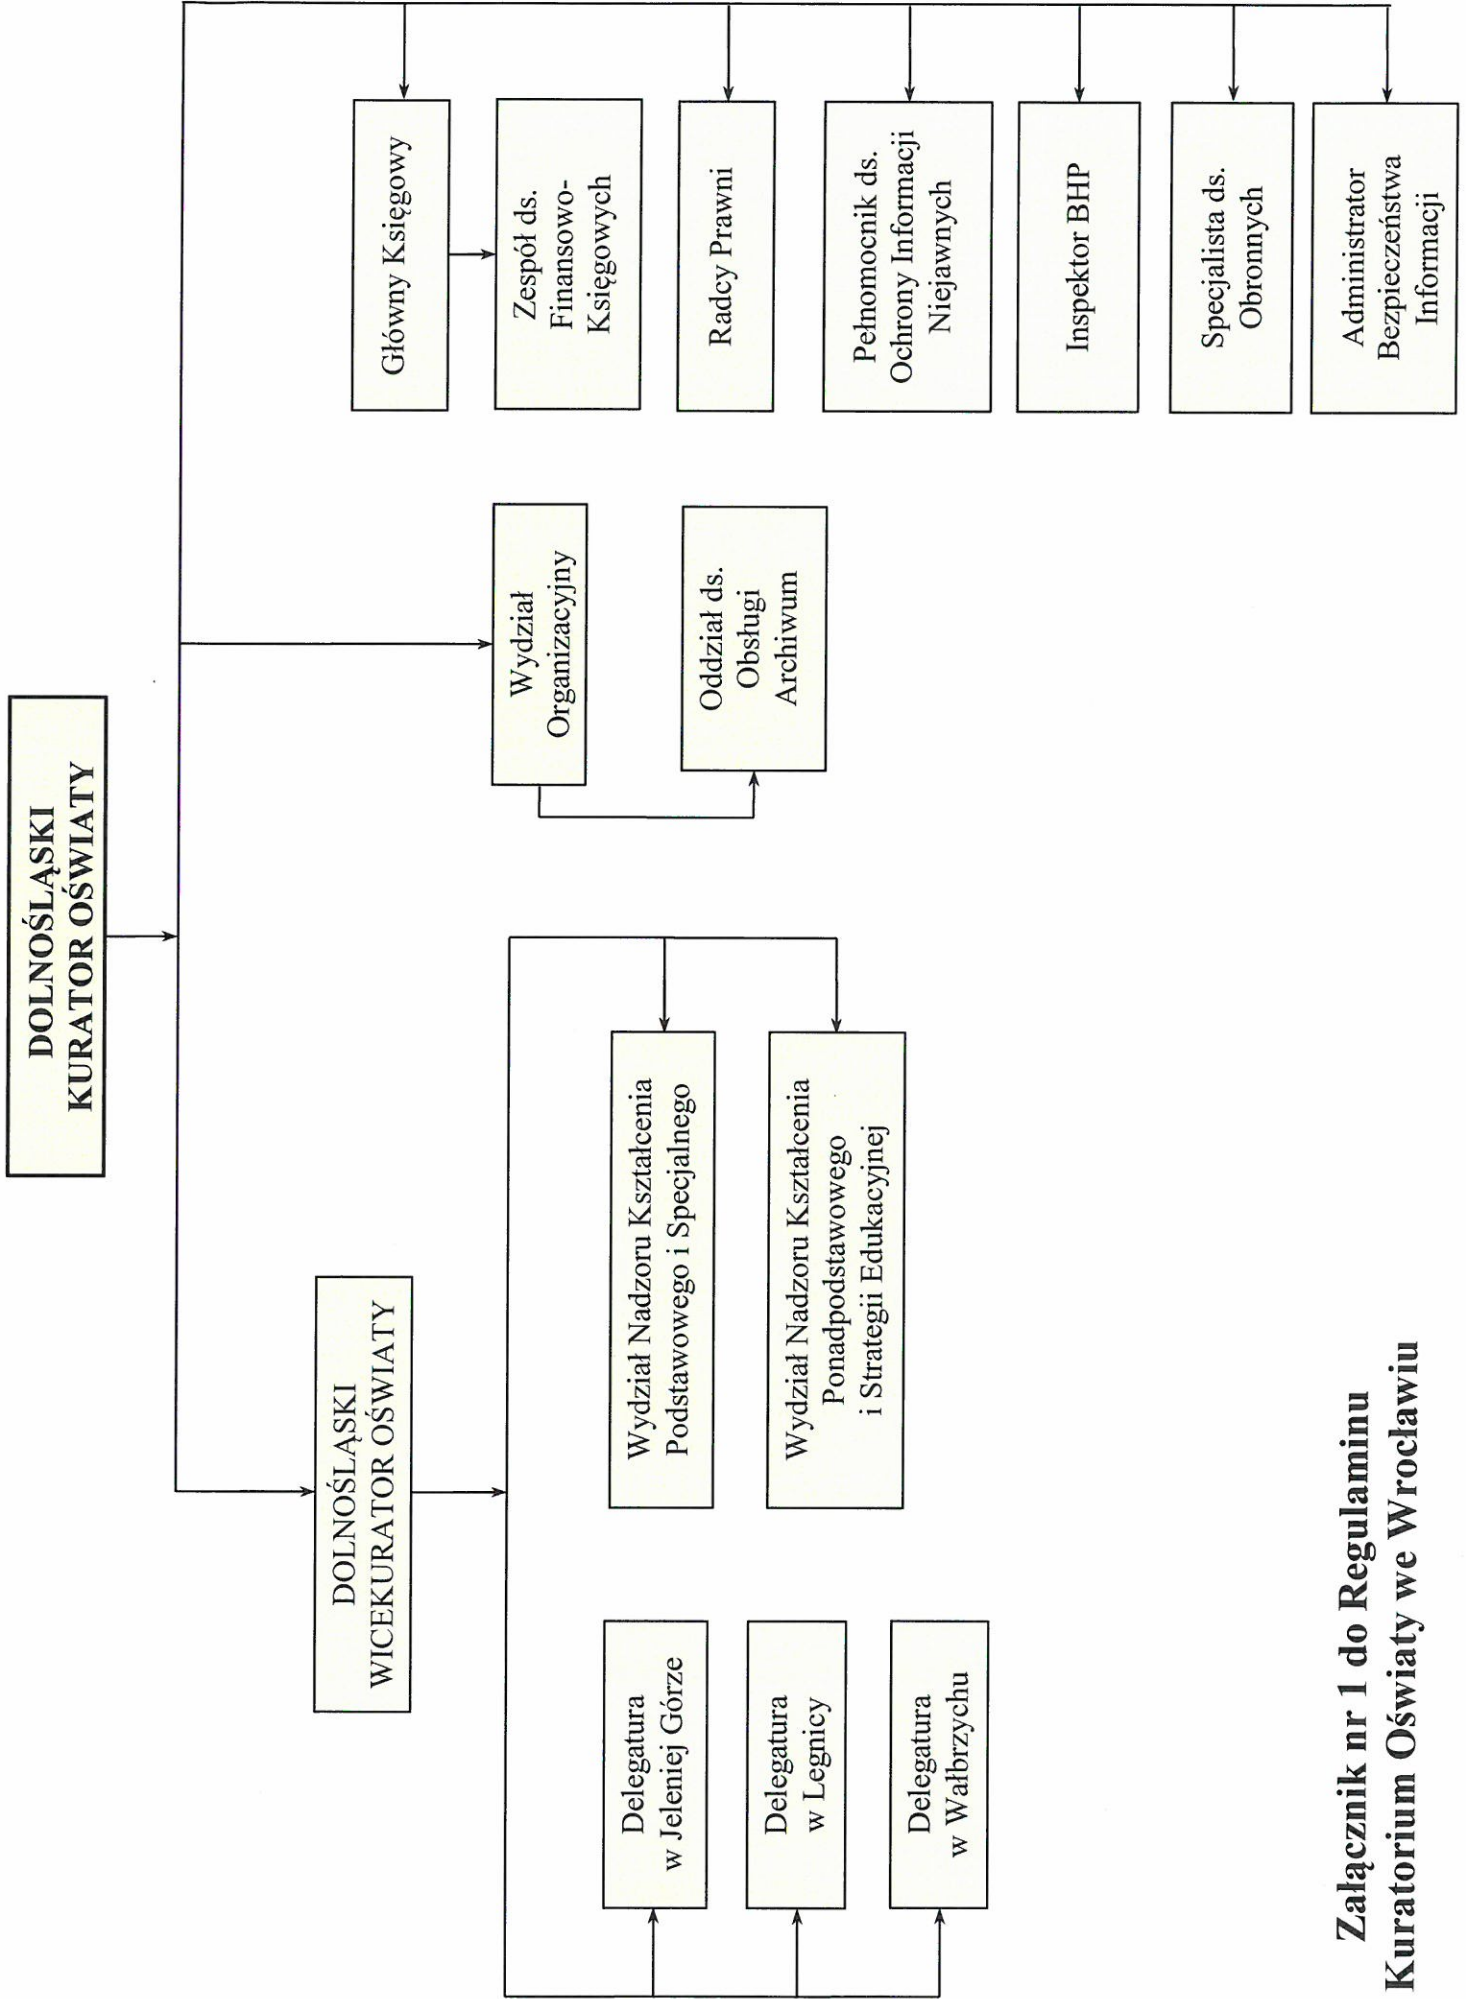 DOLNOŚLĄSKI
KURATOR OŚWIATY
DOLNOŚLĄSKI
WICEKURATOR OŚWIATY
Delegatura
w Jeleniej Górze
Delegatura
w Legnicy
Delegatura
w Wałbrzychu
Wydział Nadzoru Kształcenia
Podstawowego i Specjalnego
Wydział Nadzoru Kształcenia
Ponadpodstawowego
i Strategii Edukacyjnej
Wydział
Organizacyjny
Oddział ds.
Obsługi
Archiwum
Główny Księgowy
Zespół ds.
Finansowo-
Księgowych
Radcy Prawni
Pełnomocnik ds.
Ochrony Informacji
Niejawnych
Inspektor BHP
Specjalista ds.
Obronnych
Administrator
Bezpieczeństwa
Informacji
Załącznik nr 1 do Regulaminu
Kuratorium Oświaty we Wrocławiu